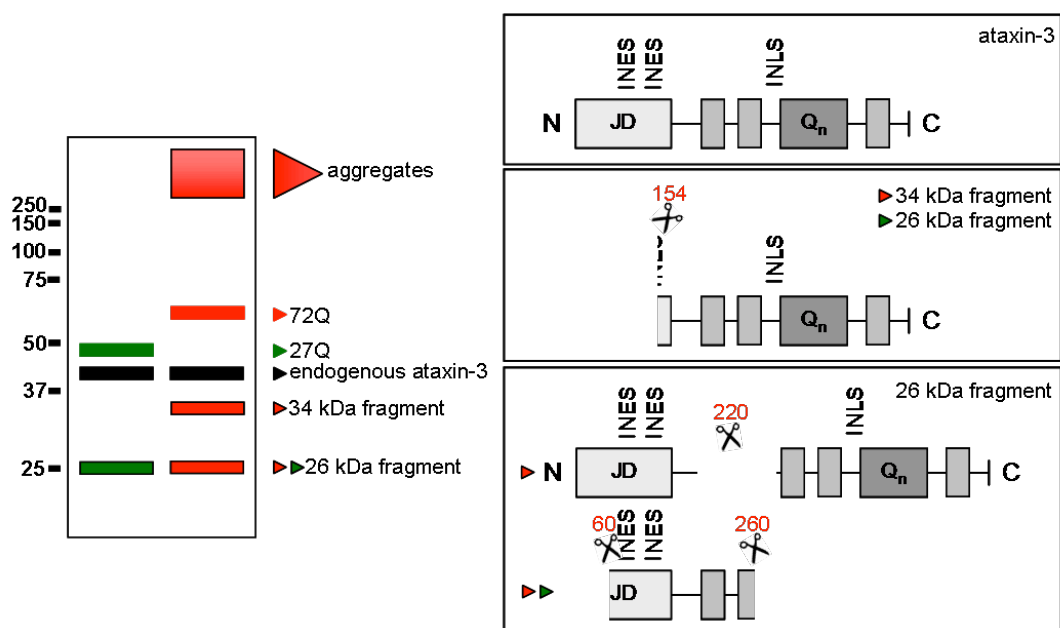 250
150
100
75
50
37
25
aggregates
72Q
27Q
endogenous ataxin-3
34 kDa fragment
26 kDa fragment
ataxin-3
INES
INES
INLS
N
JD
Qn
C
34 kDa fragment
26 kDa fragment
154
INLS
Qn
C
26 kDa fragment
INES
INES
220
INLS
N
JD
Qn
C
60
INES
INES
260
JD